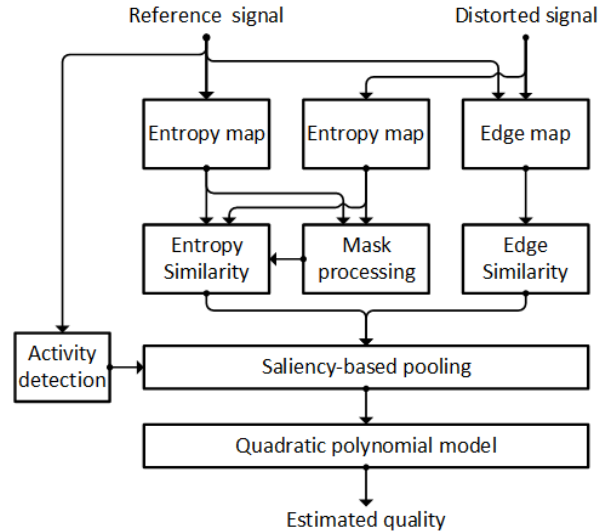 Reference signal
Distorted signal
Entropy map
Entropy map
Edge map
Entropy
Similarity
Mask
processing
Edge
Similarity
Activity
detection
Saliency-based pooling
Quadratic polynomial model
Estimated quality